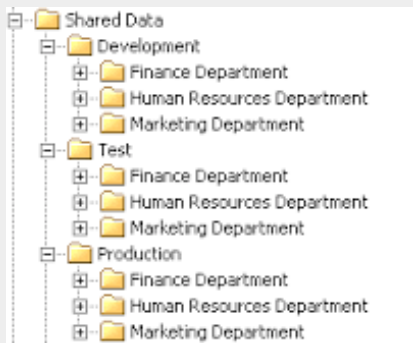 Shared Data
Development
Finance Department
Human Resources Department
Marketing Department
Test
Finance Department
Human Resources Department
Marketing Department
Production
Finance Department
Human Resources Department
Marketing Department